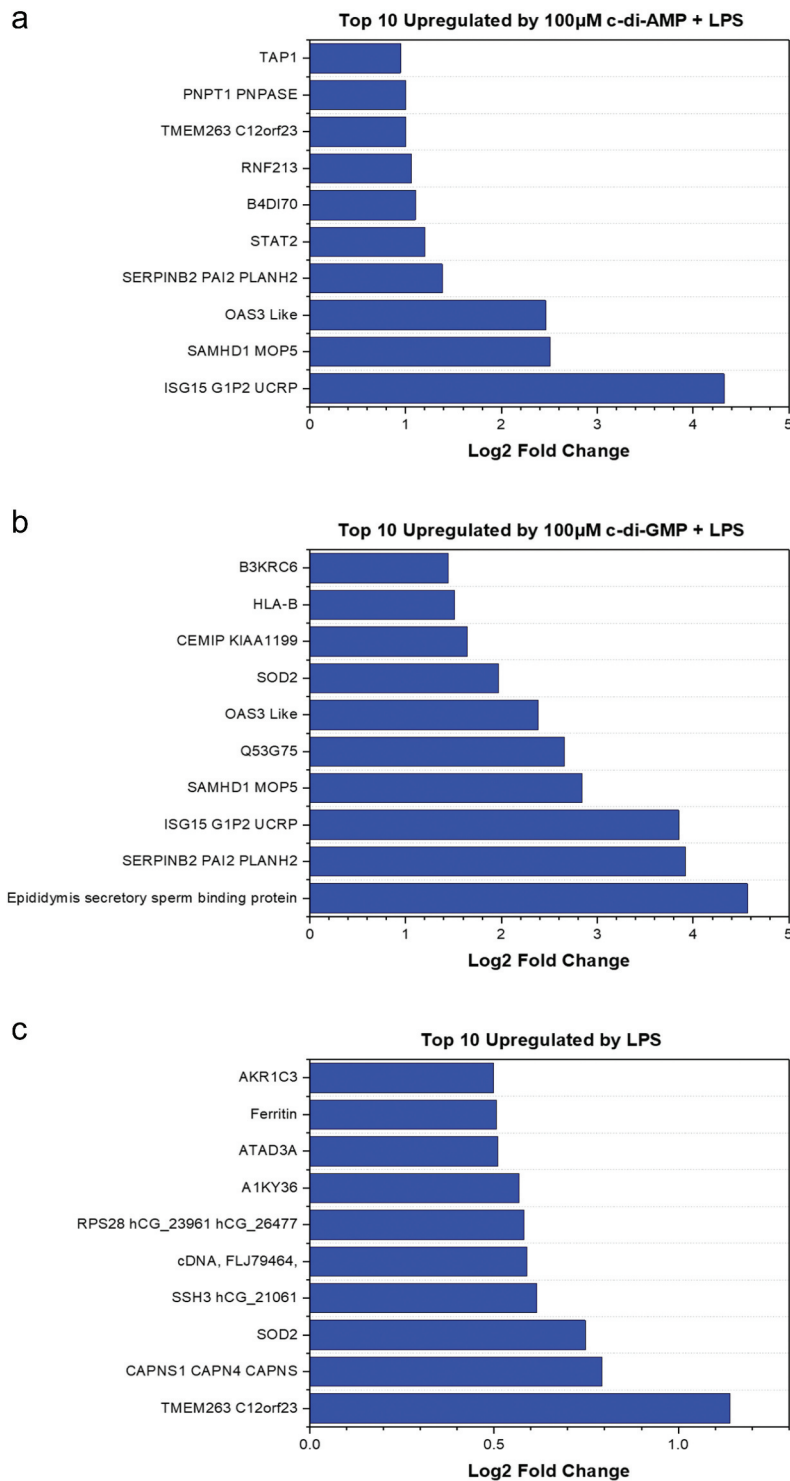 a
Top 10 Upregulated by 100µM c-di-AMP + LPS
TAP1
PNPT1 PNPASE
TMEM263 C12orf23
RNF213
B4DI70
STAT2
SERPINB2 PAI2 PLANH2
OAS3 Like
SAMHD1 MOP5
ISG15 G1P2 UCRP
0 1 2 3 4 5
Log2 Fold Change
b
Top 10 Upregulated by 100µM c-di-GMP + LPS
B3KRC6
HLA-B
CEMIP KIAA1199
SOD2
OAS3 Like
Q53G75
SAMHD1 MOP5
ISG15 G1P2 UCRP
SERPINB2 PAI2 PLANH2
Epididymis secretory sperm binding protein
0 1 2 3 4 5
Log2 Fold Change
c
Top 10 Upregulated by LPS
AKR1C3
Ferritin
ATAD3A
A1KY36
RPS28 hCG_23961 hCG_26477
cDNA, FLJ79464,
SSH3 hCG_21061
SOD2
CAPNS1 CAPN4 CAPNS
TMEM263 C12orf23
0.0 0.5 1.0
Log2 Fold Change